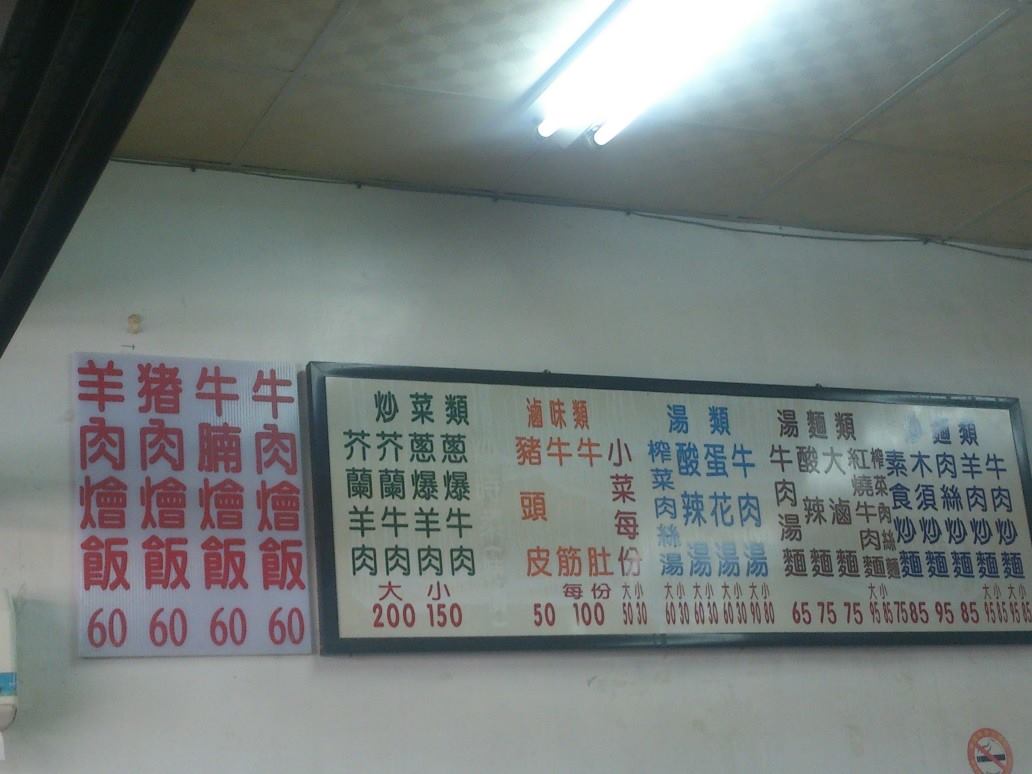 牛肉燴飯 60
牛腩燴飯 60
猪肉燴飯 60
羊肉燴飯 60
炒菜類
蔥爆牛肉
蔥爆羊肉
芥蘭牛肉
芥蘭羊肉
大 小
200 150
滷味類
小菜每份
大 小
50 30
牛肚
牛筋
每份
100
豬頭皮
50
湯類
牛肉湯
大 小
90 80
蛋花湯
大 小
60 30
酸辣湯
大 小
60 30
榨菜肉絲湯
大 小
60 30
湯麵類
榨菜肉絲麵
75
紅燒牛肉麵
大 小
95 85
大滷麵
75
酸辣麵
75
牛肉湯麵
65
炒麵類
牛肉炒麵
大 小
95 85
羊肉炒麵
大 小
95 85
肉絲炒麵
85
木須炒麵
95
素食炒麵
85